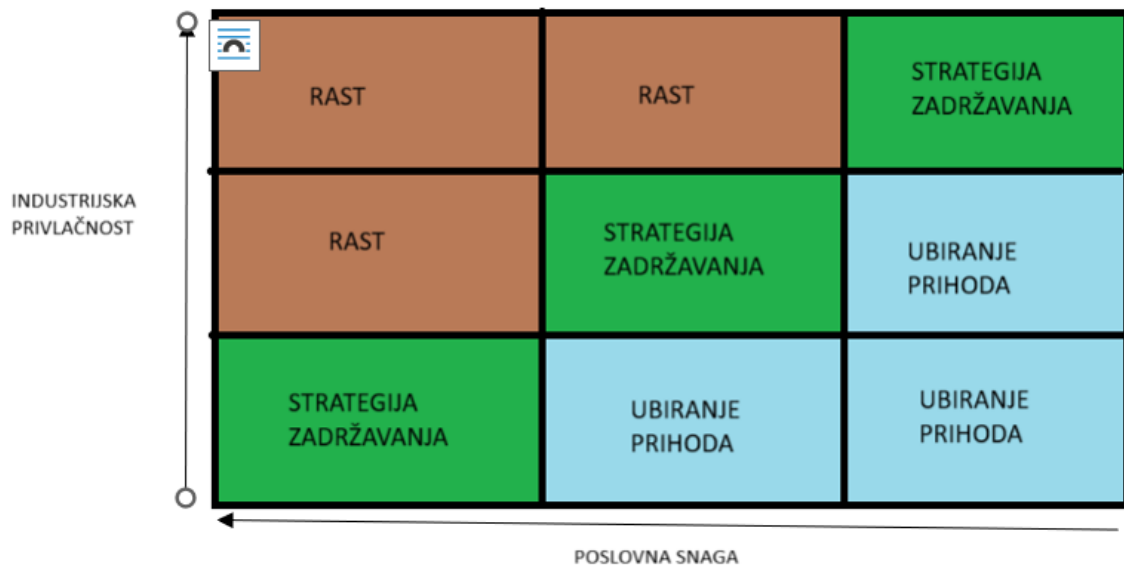 RAST
RAST
STRATEGIJA
ZADRŽAVANJA
INDUSTRIJSKA
PRIVLAČNOST
RAST
STRATEGIJA
ZADRŽAVANJA
UBIRANJE
PRIHODA
STRATEGIJA
ZADRŽAVANJA
UBIRANJE
PRIHODA
UBIRANJE
PRIHODA
POSLOVNA SNAGA